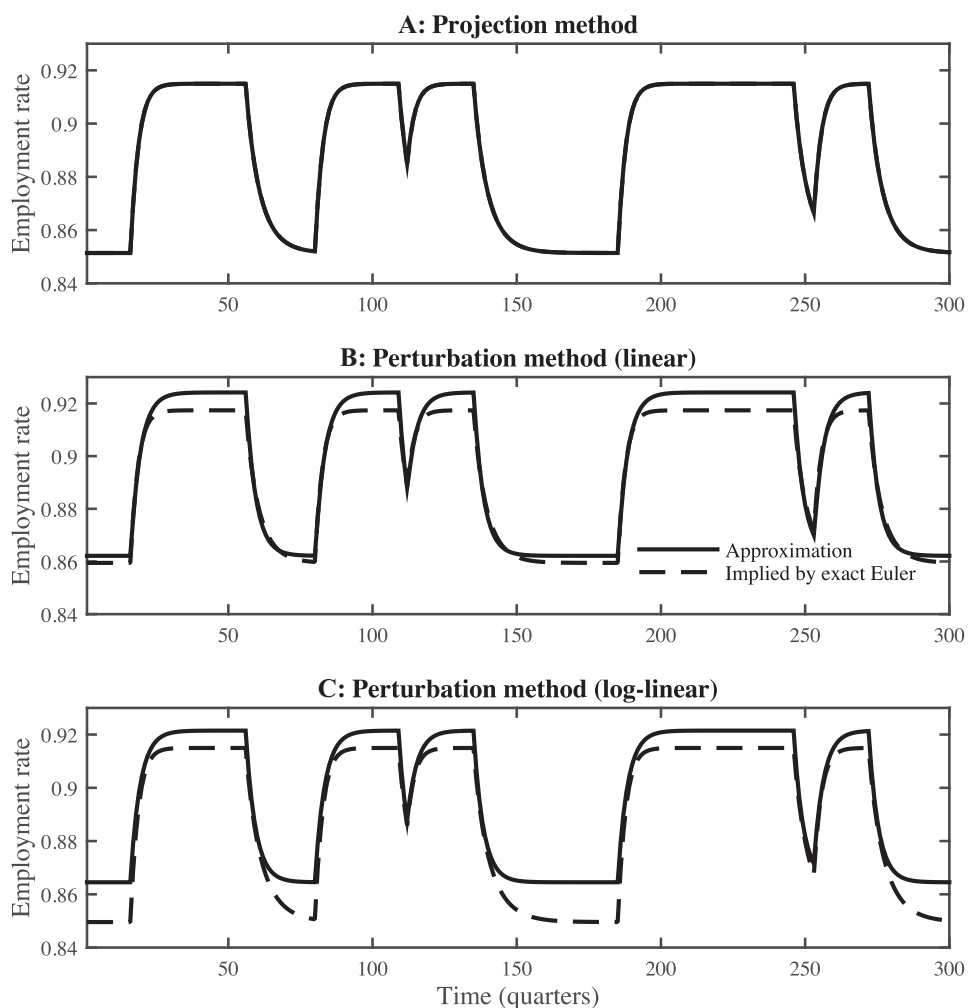 A: Projection method
Employment rate
0.92
0.9
0.88
0.86
0.84
50 100 150 200 250 300
B: Perturbation method (linear)
Employment rate
0.92
0.9
0.88
0.86
0.84
Approximation
Implied by exact Euler
50 100 150 200 250 300
C: Perturbation method (log-linear)
Employment rate
0.92
0.9
0.88
0.86
0.84
50 100 150 200 250 300
Time (quarters)